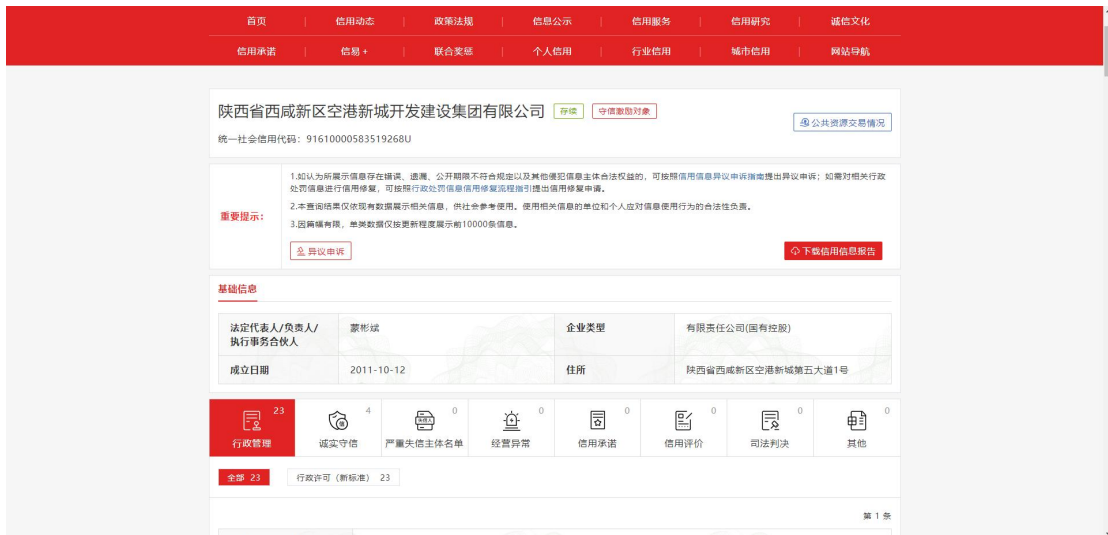 首页 | 信用动态 | 政策法规 | 信息公示 | 信用服务 | 信用研究 | 诚信文化
信用承诺 | 信易+ | 联合奖惩 | 个人信用 | 行业信用 | 城市信用 | 网站导航
陕西省西咸新区空港新城开发建设集团有限公司 存续 守信激励对象
公共资源交易情况
统一社会信用代码：91610000583519268U
重要提示：
1.如认为所展示信息存在错误、遗漏、公开期限不符合规定以及其他侵犯信息主体合法权益的，可按照信用信息异议申诉指南提出异议申诉；如需对相关行政
处罚信息进行信用修复，可按照行政处罚信息信用修复流程指引提出信用修复申请。
2.本查询结果仅依现有数据展示相关信息，供社会参考使用。使用相关信息的单位和个人应对信息使用行为的合法性负责。
3.因篇幅有限，单类数据仅按更新程度展示前10000条信息。
异议申诉 下载信用信息报告
基础信息
法定代表人/负责人/
执行事务合伙人 蒙彬斌 企业类型 有限责任公司(国有控股)
成立日期 2011-10-12 住所 陕西省西咸新区空港新城第五大道1号
23 4 0 0 0 0 0 0
失信人
行政管理 诚实守信 严重失信主体名单 经营异常 信用承诺 信用评价 司法判决 其他
全部 23 行政许可（新标准） 23
第 1 条